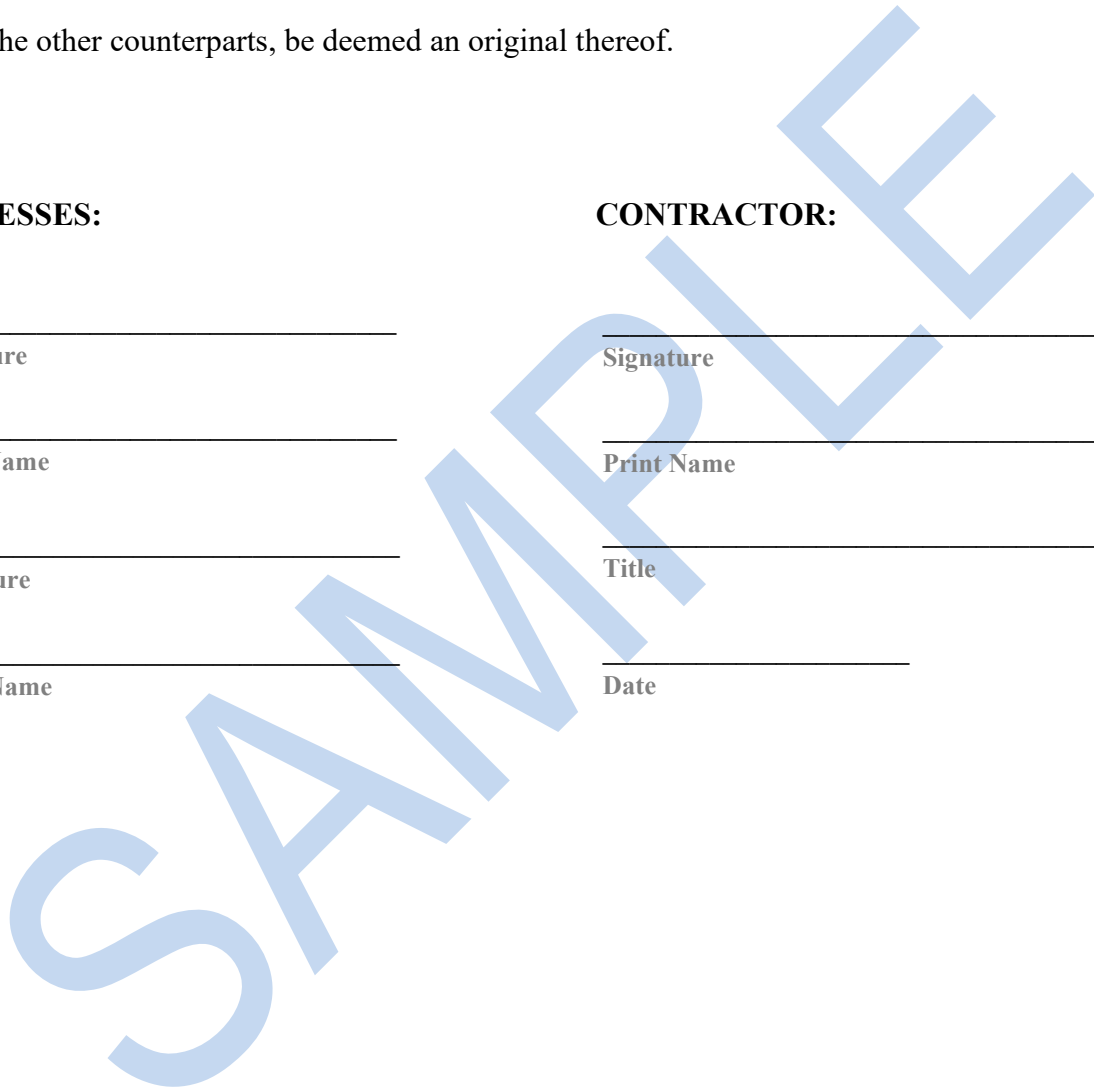 he other counterparts, be deemed an original thereof.
ESSES:
CONTRACTOR:
ure
Signature
Name
Print Name
Title
ure
Name
Date
SAMPLE